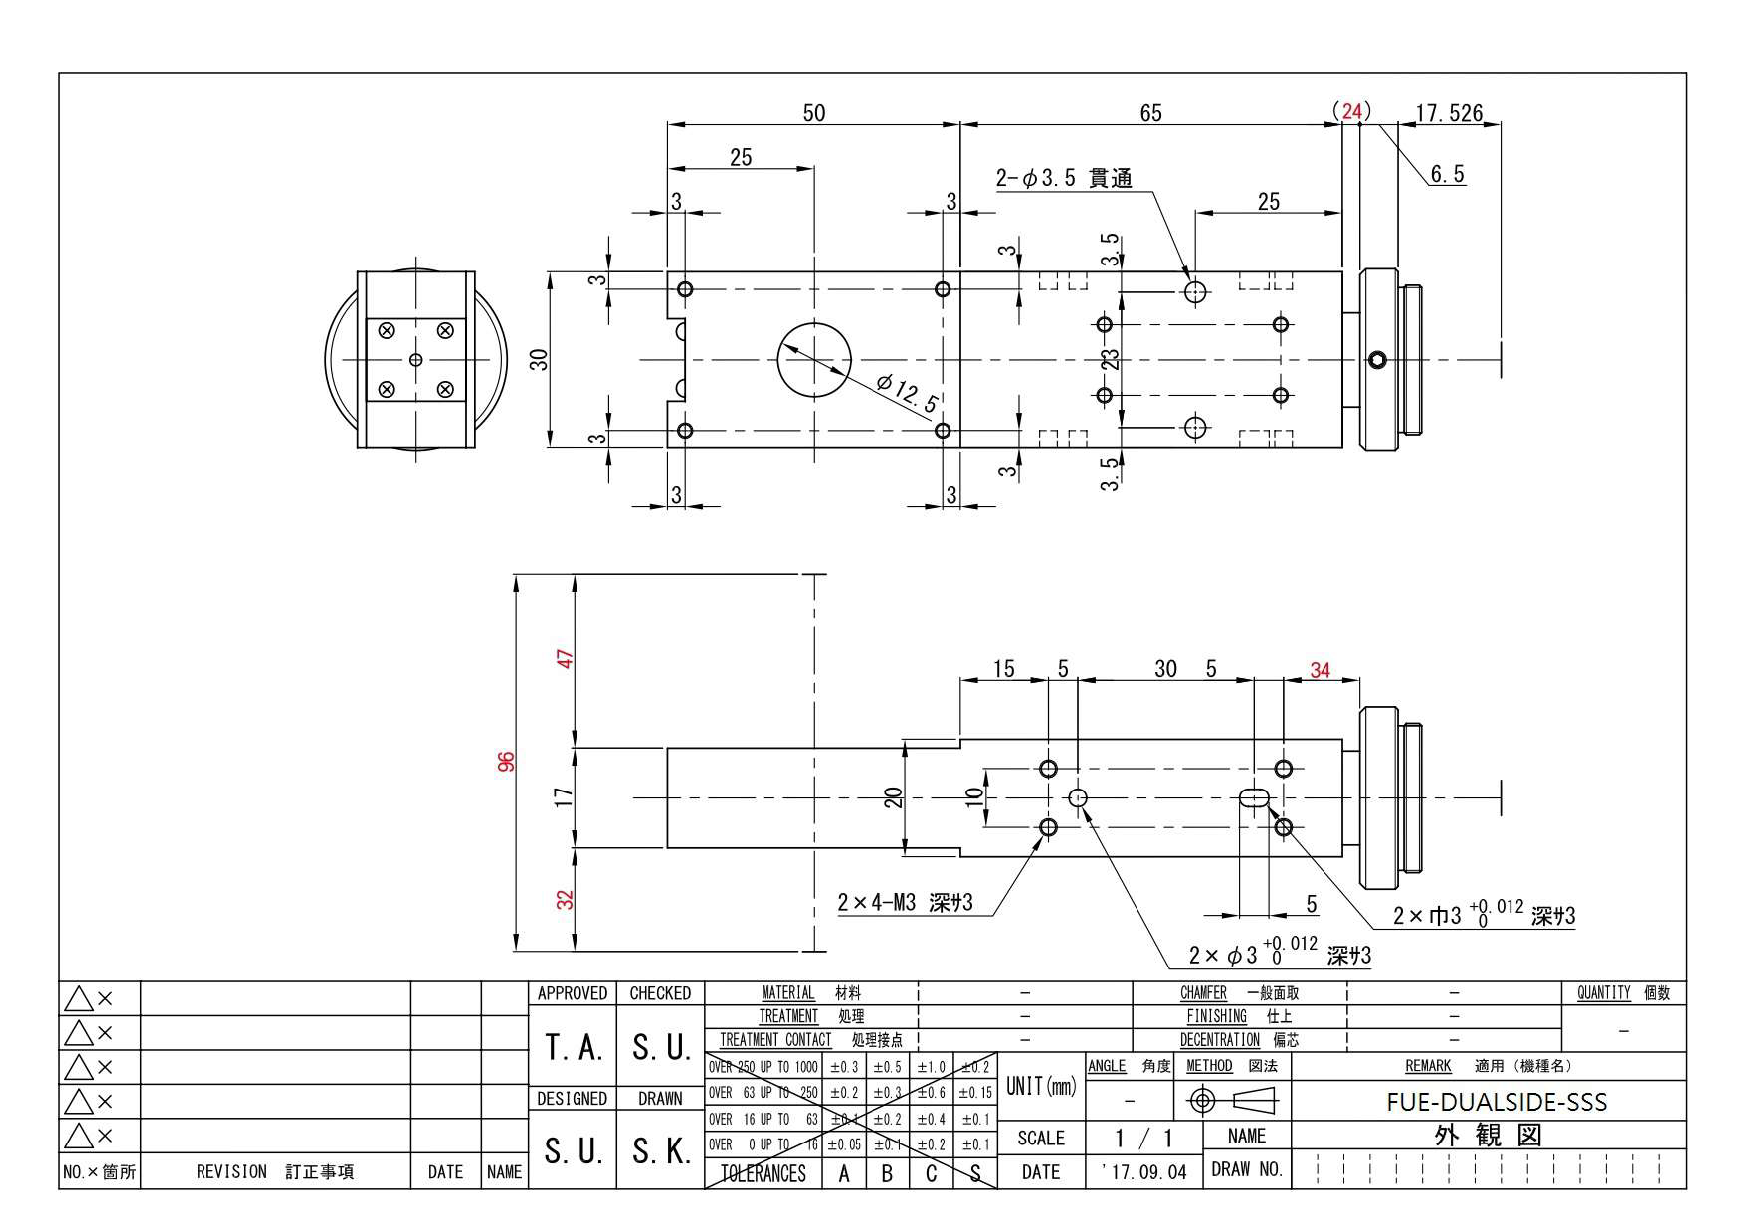 50
65
(24)
17.526
25
6.5
2-φ3.5 貫通
3
3
25
3
3
3.5
30
23
φ12.5
3
3
3.5
3
3
47
15
5
30
5
34
96
17
20
10
32
2×4-M3 深サ3
5
2×巾3 +0.012 0 深サ3
2×φ3 +0.012 0 深サ3
△×
△×
△×
△×
△×
NO.×箇所
REVISION 訂正事項
DATE
NAME
APPROVED
CHECKED
T.A.
S.U.
DESIGNED
DRAWN
S.U.
S.K.
MATERIAL 材料
－
CHAMFER 一般面取
－
QUANTITY 個数
TREATMENT 処理
－
FINISHING 仕上
－
－
TREATMENT CONTACT 処理接点
－
DECENTRATION 偏芯
－
OVER 250 UP TO 1000 ±0.3 ±0.5 ±1.0 ±0.2
OVER 63 UP TO 250 ±0.2 ±0.3 ±0.6 ±0.15
OVER 16 UP TO 63 ±0.1 ±0.2 ±0.4 ±0.1
OVER 0 UP TO 16 ±0.05 ±0.1 ±0.2 ±0.1
TOLERANCES A B C S
UNIT(mm)
ANGLE 角度
－
METHOD 図法
REMARK 適用(機種名)
FUE-DUALSIDE-SSS
SCALE
1 / 1
NAME
外観図
DATE
'17.09.04
DRAW NO.